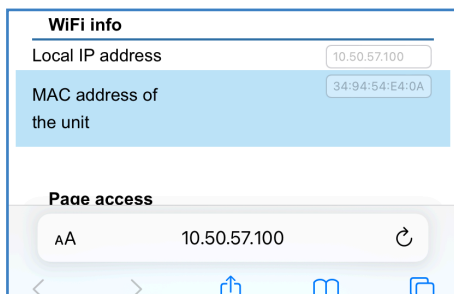 WiFi info
Local IP address
10.50.57.100
MAC address of
the unit
34:94:54:E4:0A
Page access
AA
10.50.57.100